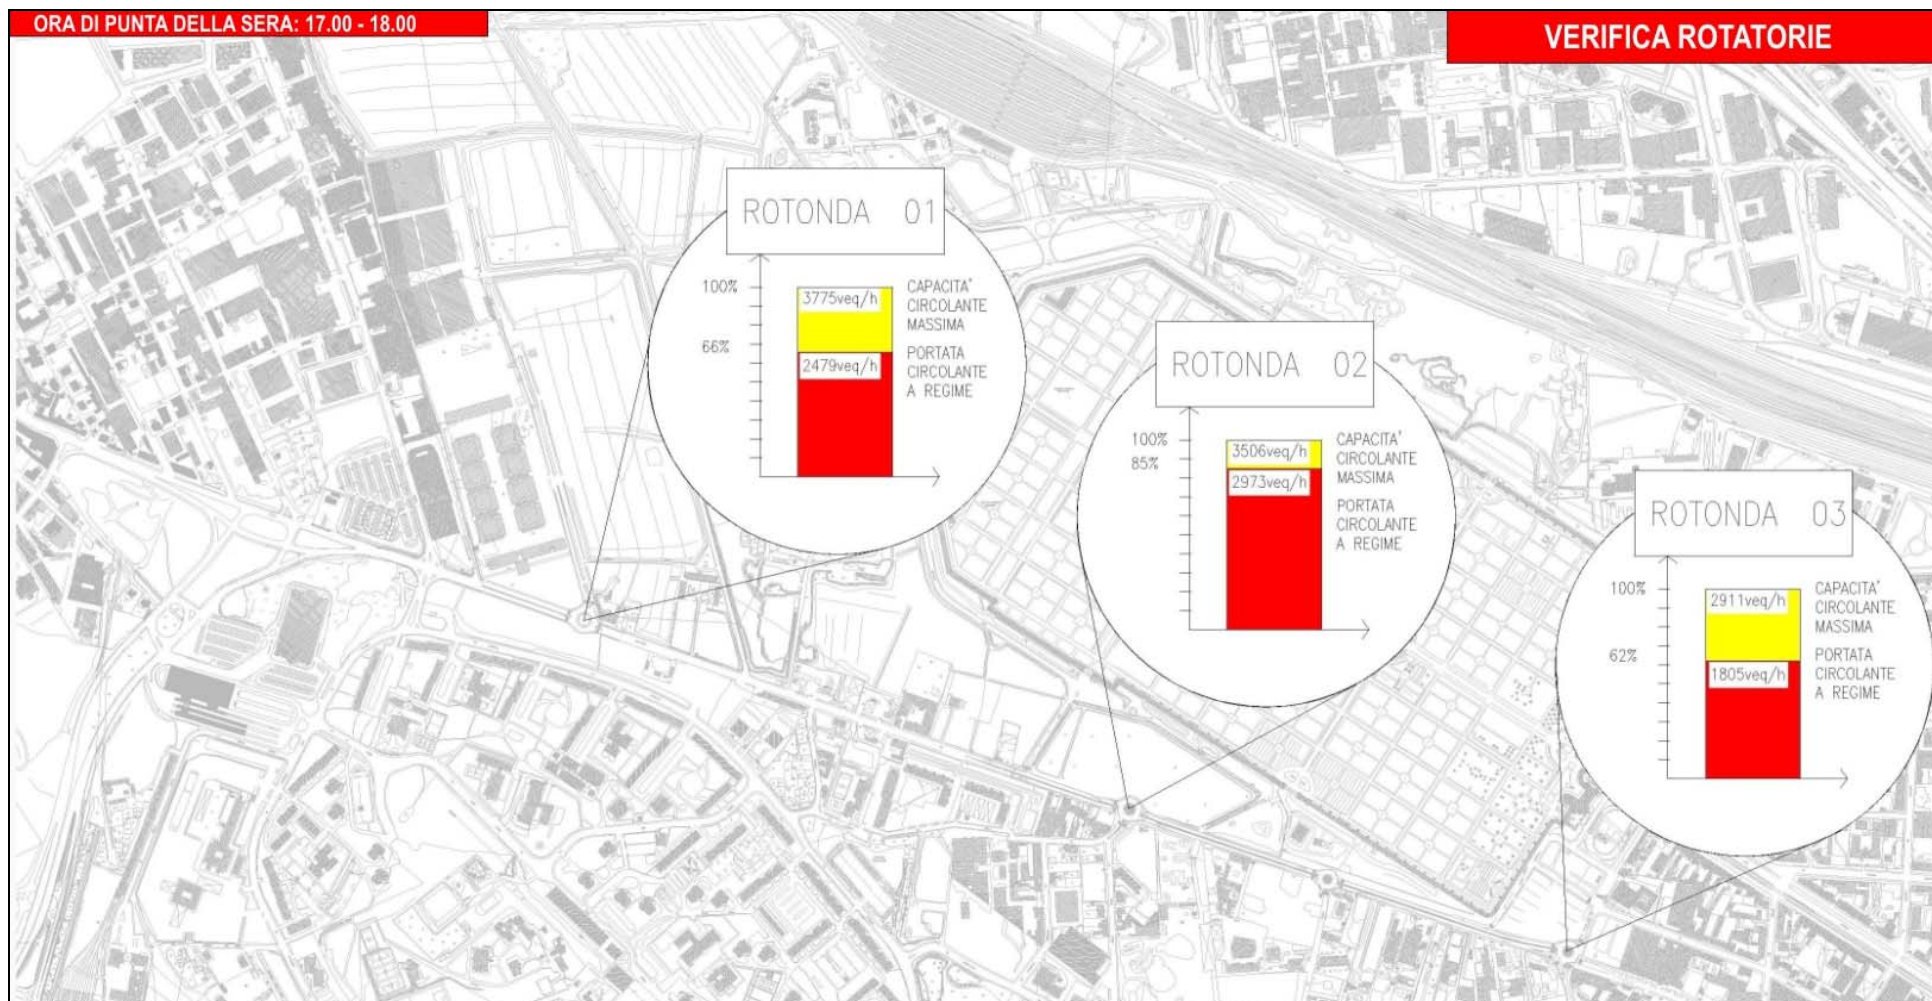 ORA DI PUNTA DELLA SERA: 17.00 - 18.00
VERIFICA ROTATORIE
ROTONDA 01
100%
3775veq/h
CAPACITA'
CIRCOLANTE
MASSIMA
66%
2479veq/h
PORTATA
CIRCOLANTE
A REGIME
ROTONDA 02
100%
3506veq/h
CAPACITA'
CIRCOLANTE
MASSIMA
85%
2973veq/h
PORTATA
CIRCOLANTE
A REGIME
ROTONDA 03
100%
2911veq/h
CAPACITA'
CIRCOLANTE
MASSIMA
62%
1805veq/h
PORTATA
CIRCOLANTE
A REGIME